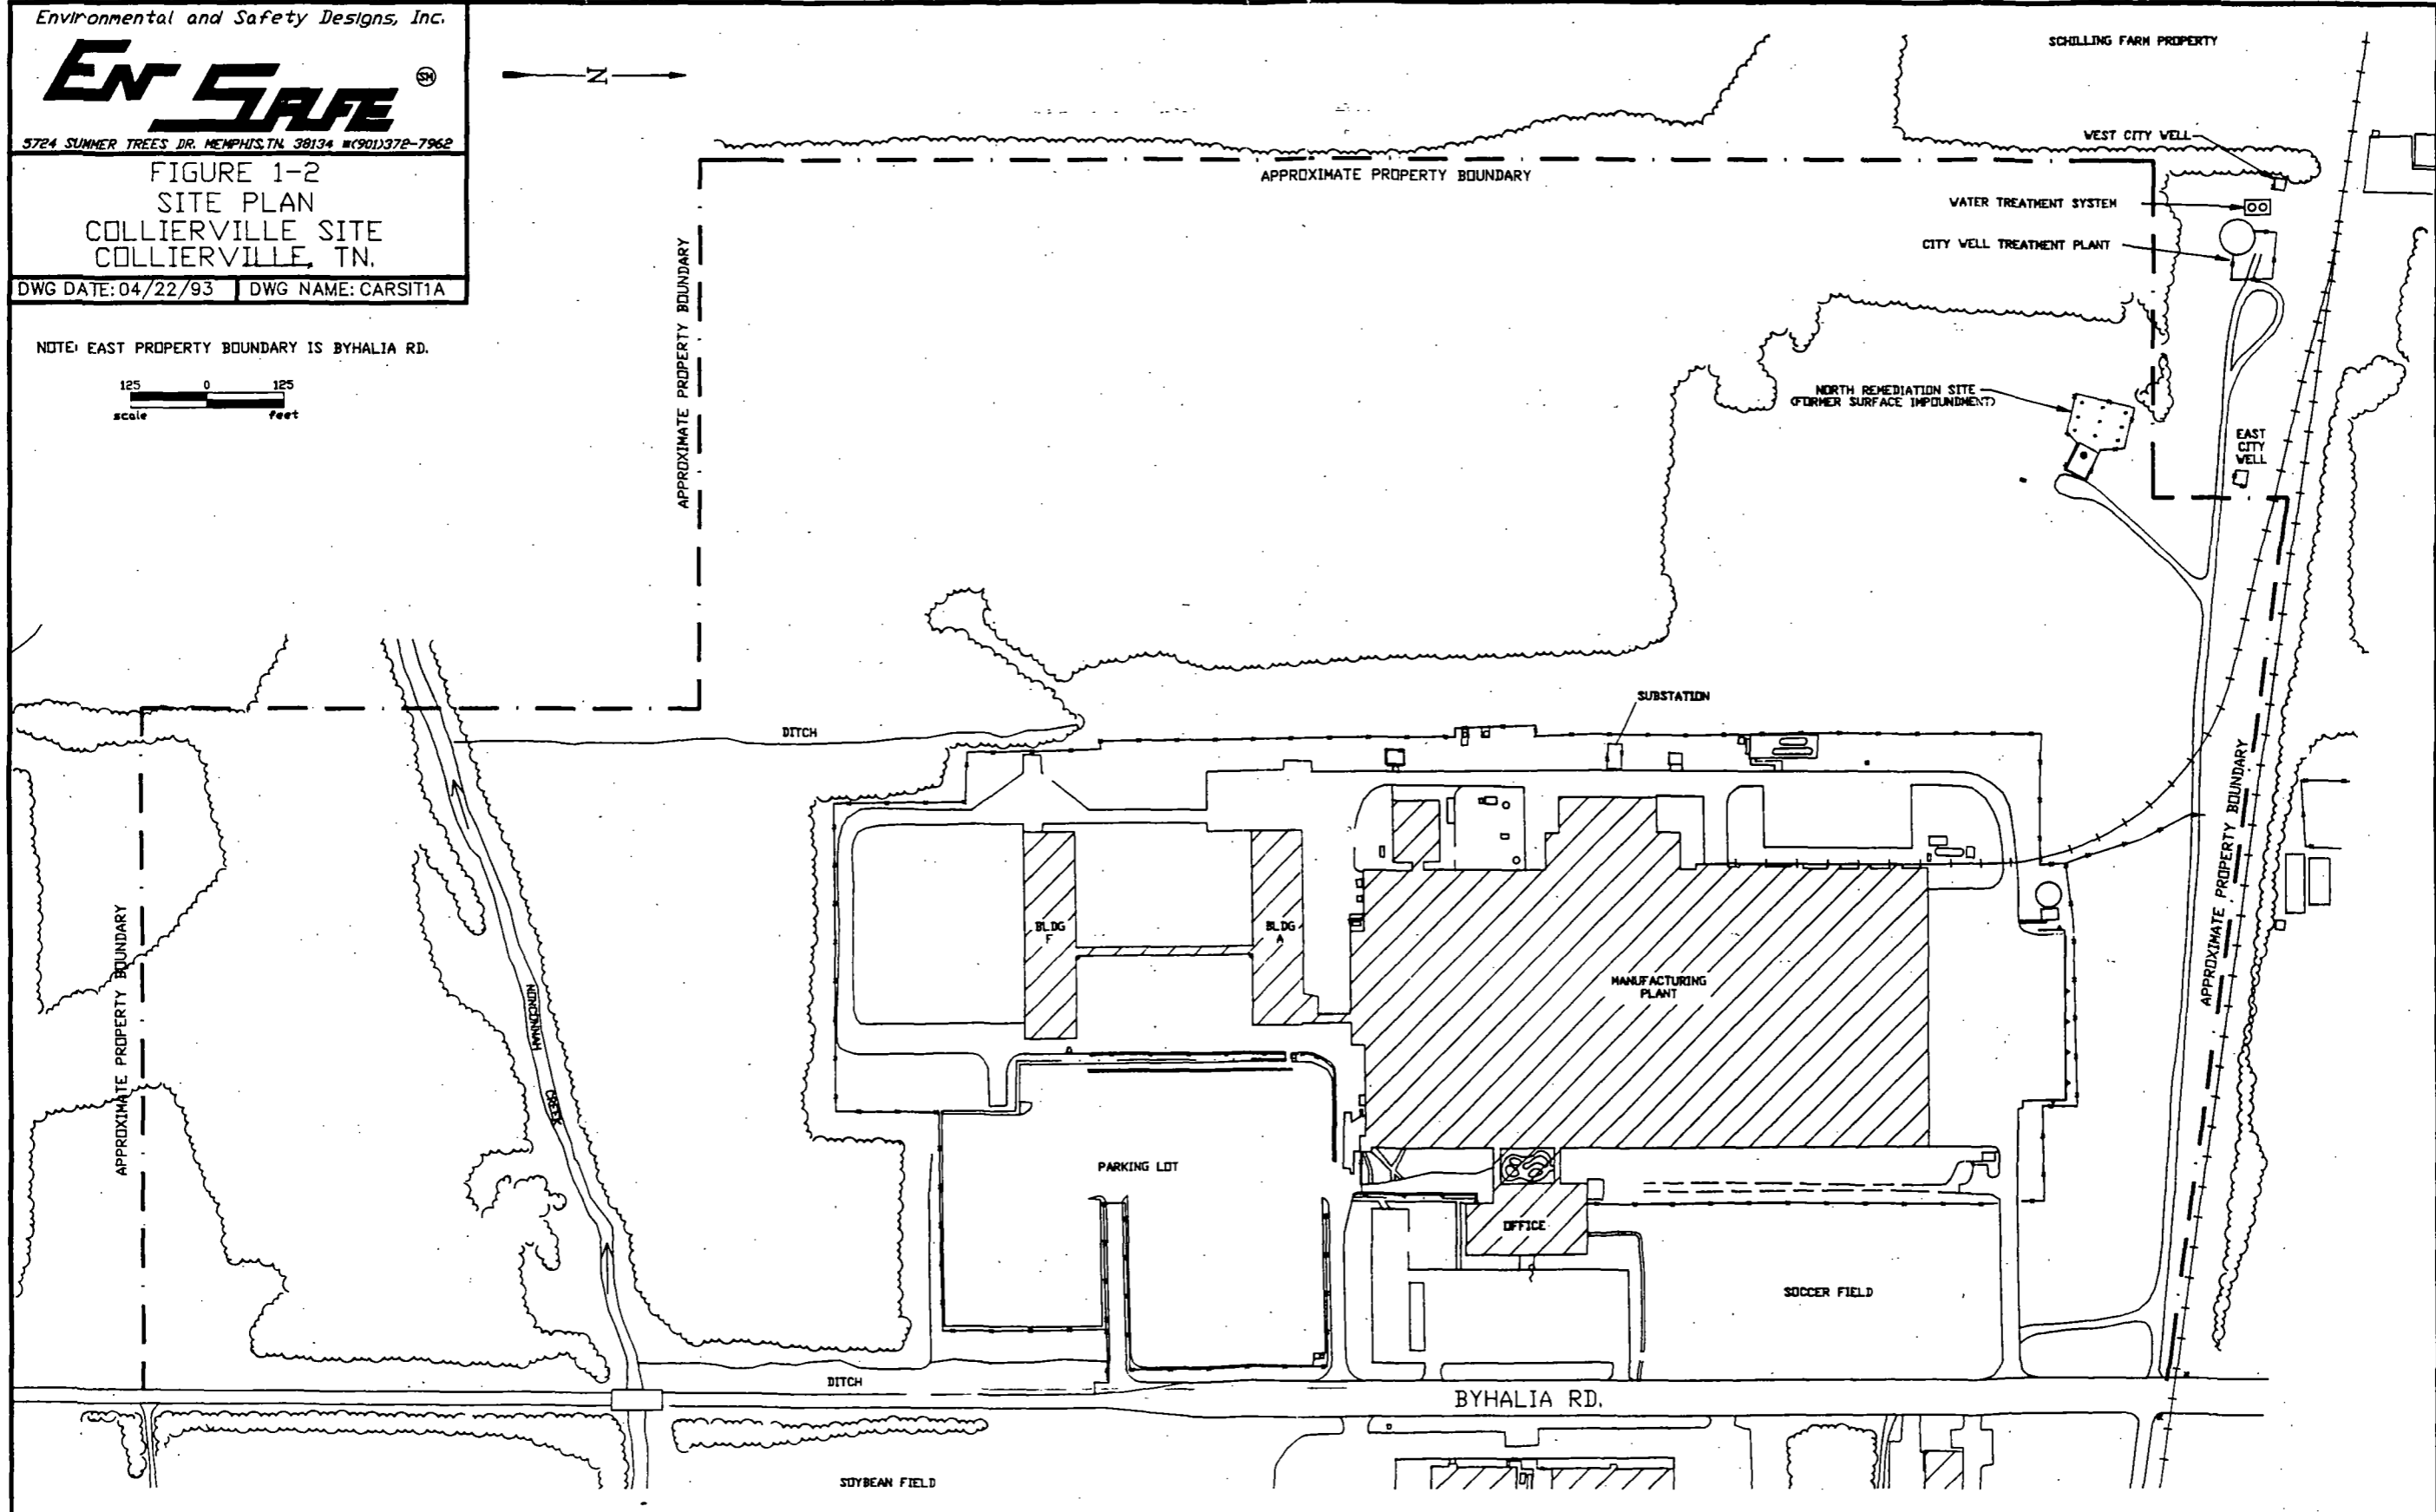 Environmental and Safety Designs, Inc.
EN SAFE SM
5724 SUMMER TREES DR. MEMPHIS, TN. 38134 (901)372-7962
FIGURE 1-2
SITE PLAN
COLLIERVILLE SITE
COLLIERVILLE, TN.
DWG DATE: 04/22/93 DWG NAME: CARSIT1A
NOTE: EAST PROPERTY BOUNDARY IS BYHALIA RD.
125 0 125
scale feet
N
SCHILLING FARM PROPERTY
WEST CITY WELL
APPROXIMATE PROPERTY BOUNDARY
WATER TREATMENT SYSTEM
CITY WELL TREATMENT PLANT
APPROXIMATE PROPERTY BOUNDARY
NORTH REMEDIATION SITE
(FORMER SURFACE IMPOUNDMENT)
EAST
CITY
WELL
SUBSTATION
DITCH
APPROXIMATE PROPERTY BOUNDARY
BLDG
F
BLDG
A
MANUFACTURING
PLANT
APPROXIMATE PROPERTY BOUNDARY
NONCONNAH
CREEK
PARKING LOT
OFFICE
SOCCER FIELD
DITCH
BYHALIA RD.
SOYBEAN FIELD